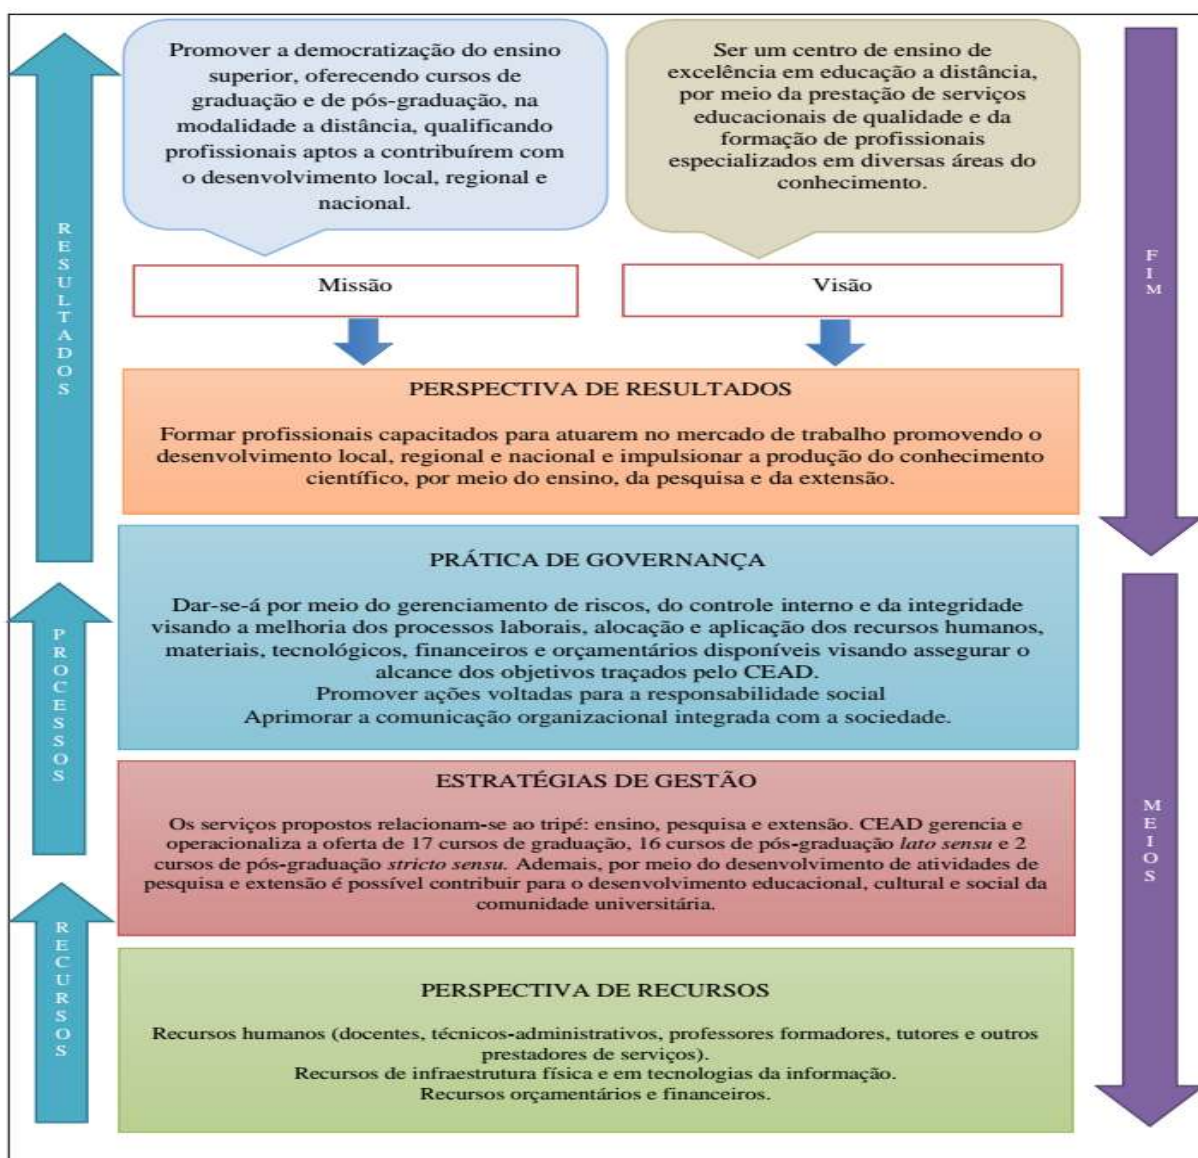 Promover a democratização do ensino
superior, oferecendo cursos de
graduação e de pós-graduação, na
modalidade a distância, qualificando
profissionais aptos a contribuírem com
o desenvolvimento local, regional e
nacional.
Ser um centro de ensino de
excelência em educação a distância,
por meio da prestação de serviços
educacionais de qualidade e da
formação de profissionais
especializados em diversas áreas do
conhecimento.
RESULTADOS
FIM
Missão
Visão
PERSPECTIVA DE RESULTADOS
Formar profissionais capacitados para atuarem no mercado de trabalho promovendo o
desenvolvimento local, regional e nacional e impulsionar a produção do conhecimento
científico, por meio do ensino, da pesquisa e da extensão.
PROCESSOS
PRÁTICA DE GOVERNANÇA
Dar-se-á por meio do gerenciamento de riscos, do controle interno e da integridade
visando a melhoria dos processos laborais, alocação e aplicação dos recursos humanos,
materiais, tecnológicos, financeiros e orçamentários disponíveis visando assegurar o
alcance dos objetivos traçados pelo CEAD.
Promover ações voltadas para a responsabilidade social
Aprimorar a comunicação organizacional integrada com a sociedade.
MEIOS
ESTRATÉGIAS DE GESTÃO
Os serviços propostos relacionam-se ao tripé: ensino, pesquisa e extensão. CEAD gerencia e
operacionaliza a oferta de 17 cursos de graduação, 16 cursos de pós-graduação lato sensu e 2
cursos de pós-graduação stricto sensu. Ademais, por meio do desenvolvimento de atividades de
pesquisa e extensão é possível contribuir para o desenvolvimento educacional, cultural e social da
comunidade universitária.
RECURSOS
PERSPECTIVA DE RECURSOS
Recursos humanos (docentes, técnicos-administrativos, professores formadores, tutores e outros
prestadores de serviços).
Recursos de infraestrutura física e em tecnologias da informação.
Recursos orçamentários e financeiros.